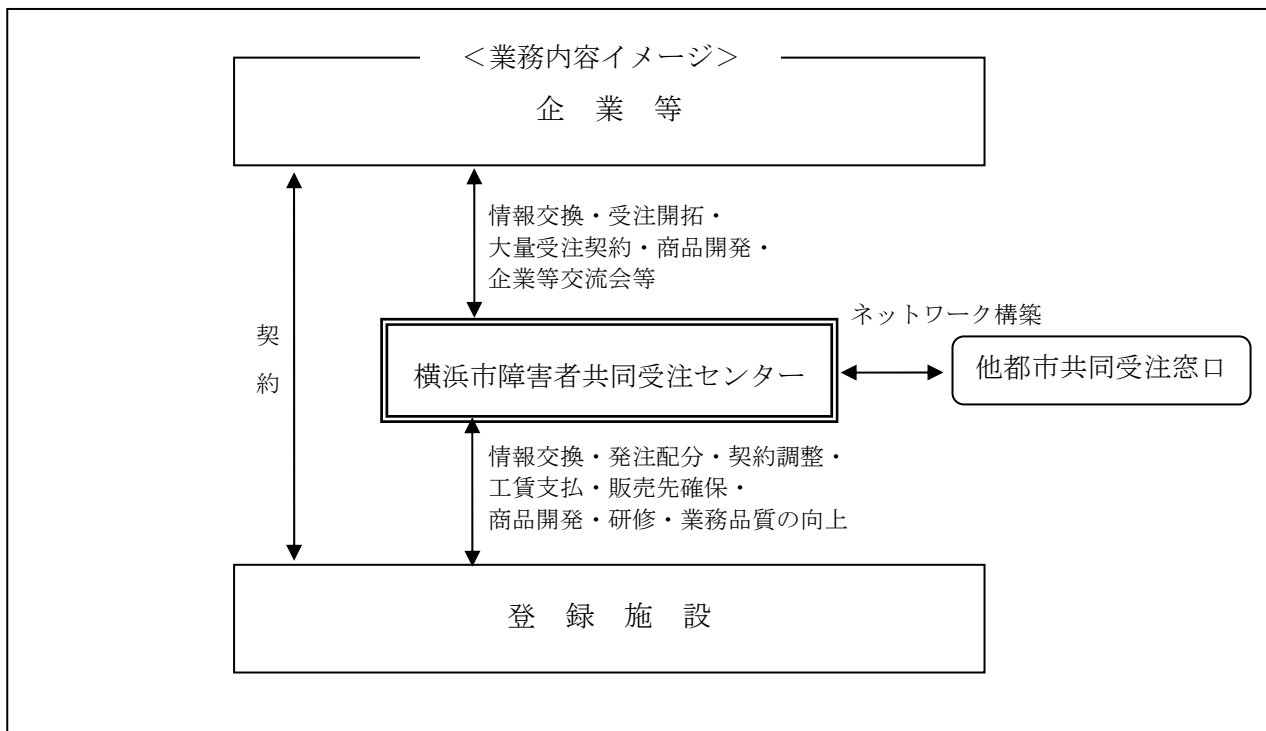 ＜業務内容イメージ＞
企 業 等
情報交換・受注開拓・
大量受注契約・商品開発・
企業等交流会等
契
約
ネットワーク構築
横浜市障害者共同受注センター
他都市共同受注窓口
情報交換・発注配分・契約調整・
工賃支払・販売先確保・
商品開発・研修・業務品質の向上
登 録 施 設